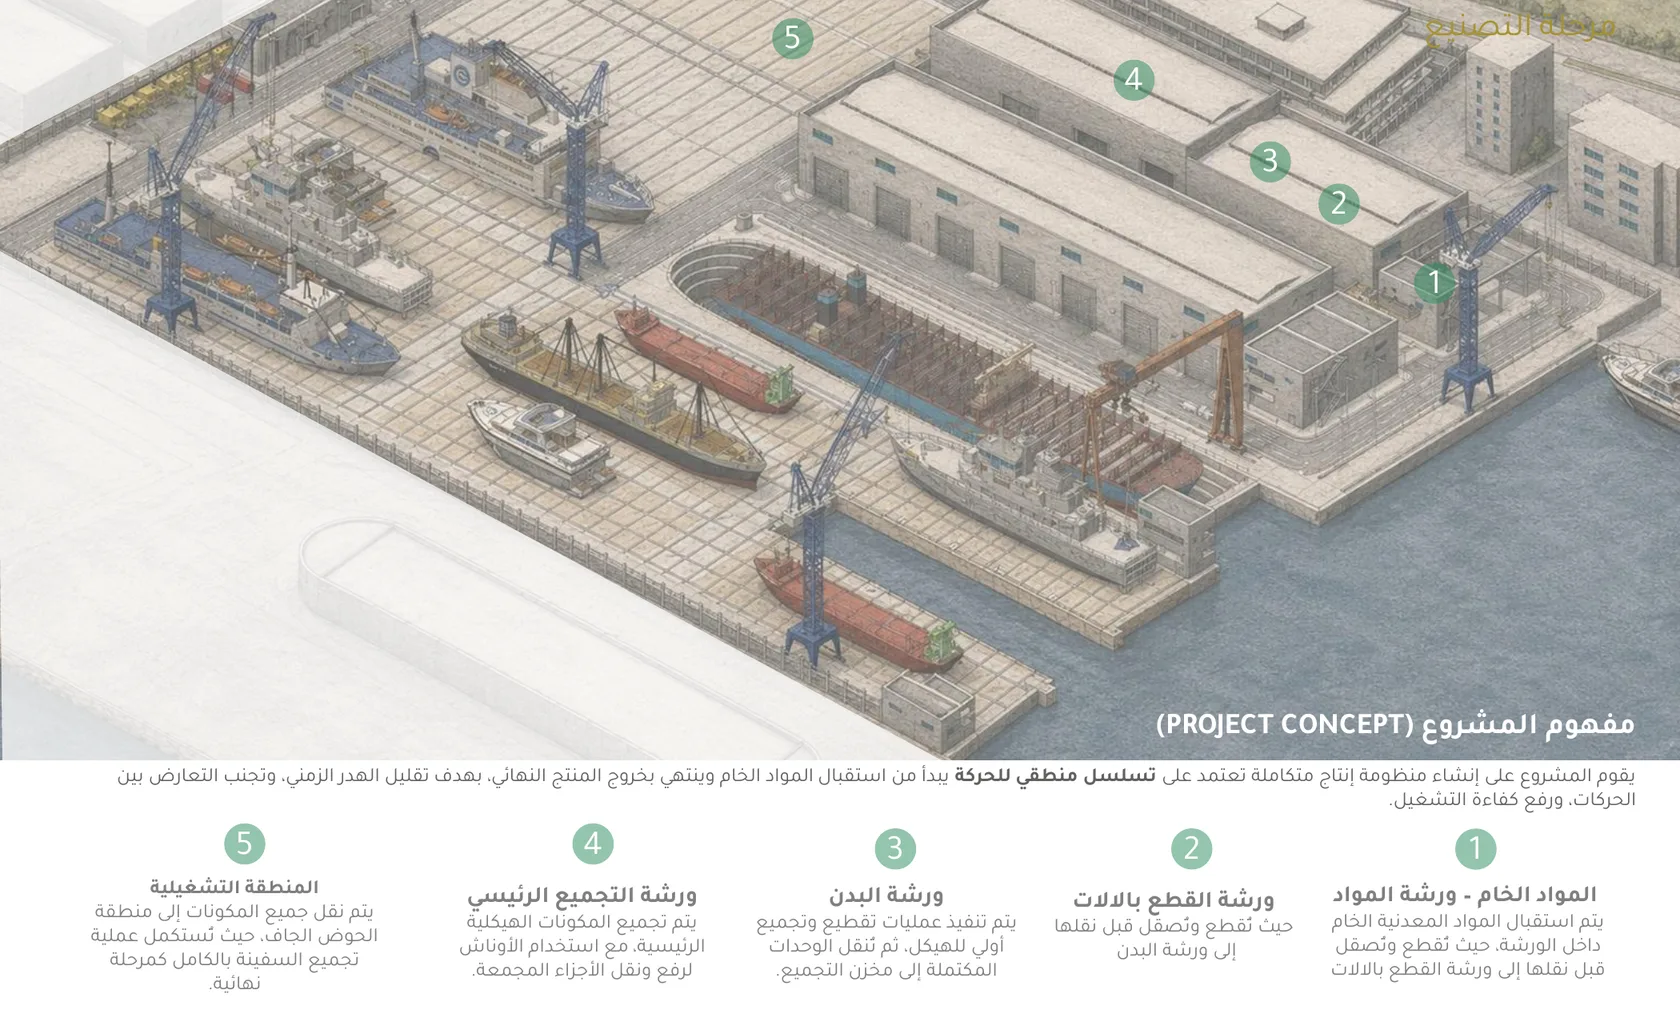 مرحلة التصنيع
5
4
3
2
1
مفهوم المشروع (PROJECT CONCEPT)
يقوم المشروع على إنشاء منظومة إنتاج متكاملة تعتمد على تسلسل منطقي للحركة يبدأ من استقبال المواد الخام وينتهي بخروج المنتج النهائي، بهدف تقليل الهدر الزمني، وتجنب التعارض بين
الحركات، ورفع كفاءة التشغيل.
1
المواد الخام - ورشة المواد
يتم استقبال المواد المعدنية الخام
داخل الورشة، حيث تُقطع وتُصقل
قبل نقلها إلى ورشة القطع بالالات
2
ورشة القطع بالالات
حيث تُقطع وتُصقل قبل نقلها
إلى ورشة البدن
3
ورشة البدن
يتم تنفيذ عمليات تقطيع وتجميع
أولي للهيكل، ثم تُنقل الوحدات
المكتملة إلى مخزن التجميع.
4
ورشة التجميع الرئيسي
يتم تجميع المكونات الهيكلية
الرئيسية، مع استخدام الأوناش
لرفع ونقل الأجزاء المجمعة.
5
المنطقة التشغيلية
يتم نقل جميع المكونات إلى منطقة
الحوض الجاف، حيث تُستكمل عملية
تجميع السفينة بالكامل كمرحلة
نهائية.